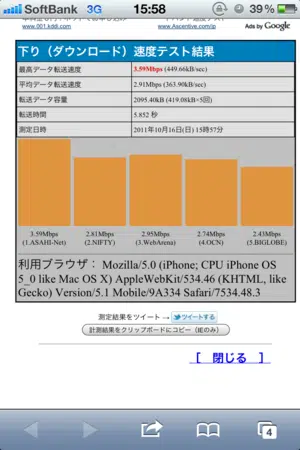 SoftBank 3G 15:58 39%
www.001.kddi.com
www.Ascentive.com/jp
Ads by Google
下り（ダウンロード）速度テスト結果
最高データ転送速度 3.59Mbps (449.66kB/sec)
平均データ転送速度 2.91Mbps (363.90kB/sec)
転送データ容量 2095.40kB (419.08kB×5回)
転送時間 5.852 秒
測定日時 2011年10月16日(日) 15時57分
3.59Mbps 2.81Mbps 2.95Mbps 2.74Mbps 2.43Mbps
(1.ASAHI-Net) (2.NIFTY) (3.WebArena) (4.OCN) (5.BIGLOBE)
利用ブラウザ： Mozilla/5.0 (iPhone; CPU iPhone OS
5_0 like Mac OS X) AppleWebKit/534.46 (KHTML, like
Gecko) Version/5.1 Mobile/9A334 Safari/7534.48.3
測定結果をツイート → ツイートする
計測結果をクリップボードにコピー（IEのみ）
［ 閉じる ］
4